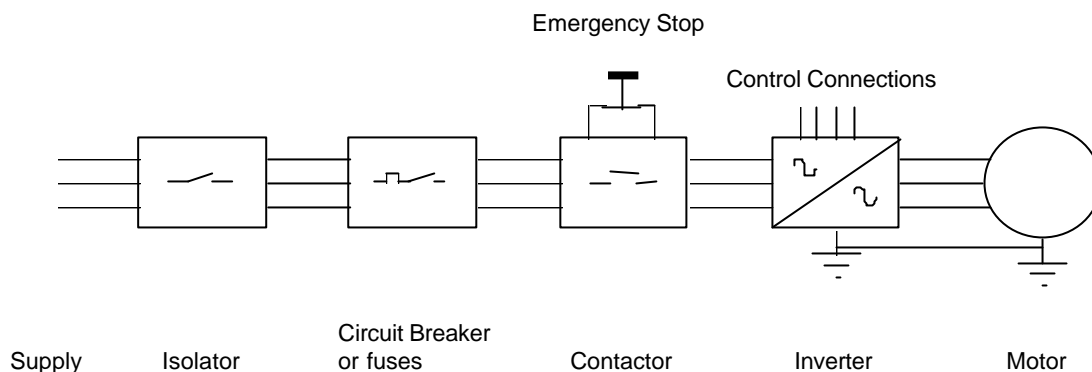 Emergency Stop
Control Connections
Supply
Isolator
Circuit Breaker
or fuses
Contactor
Inverter
Motor